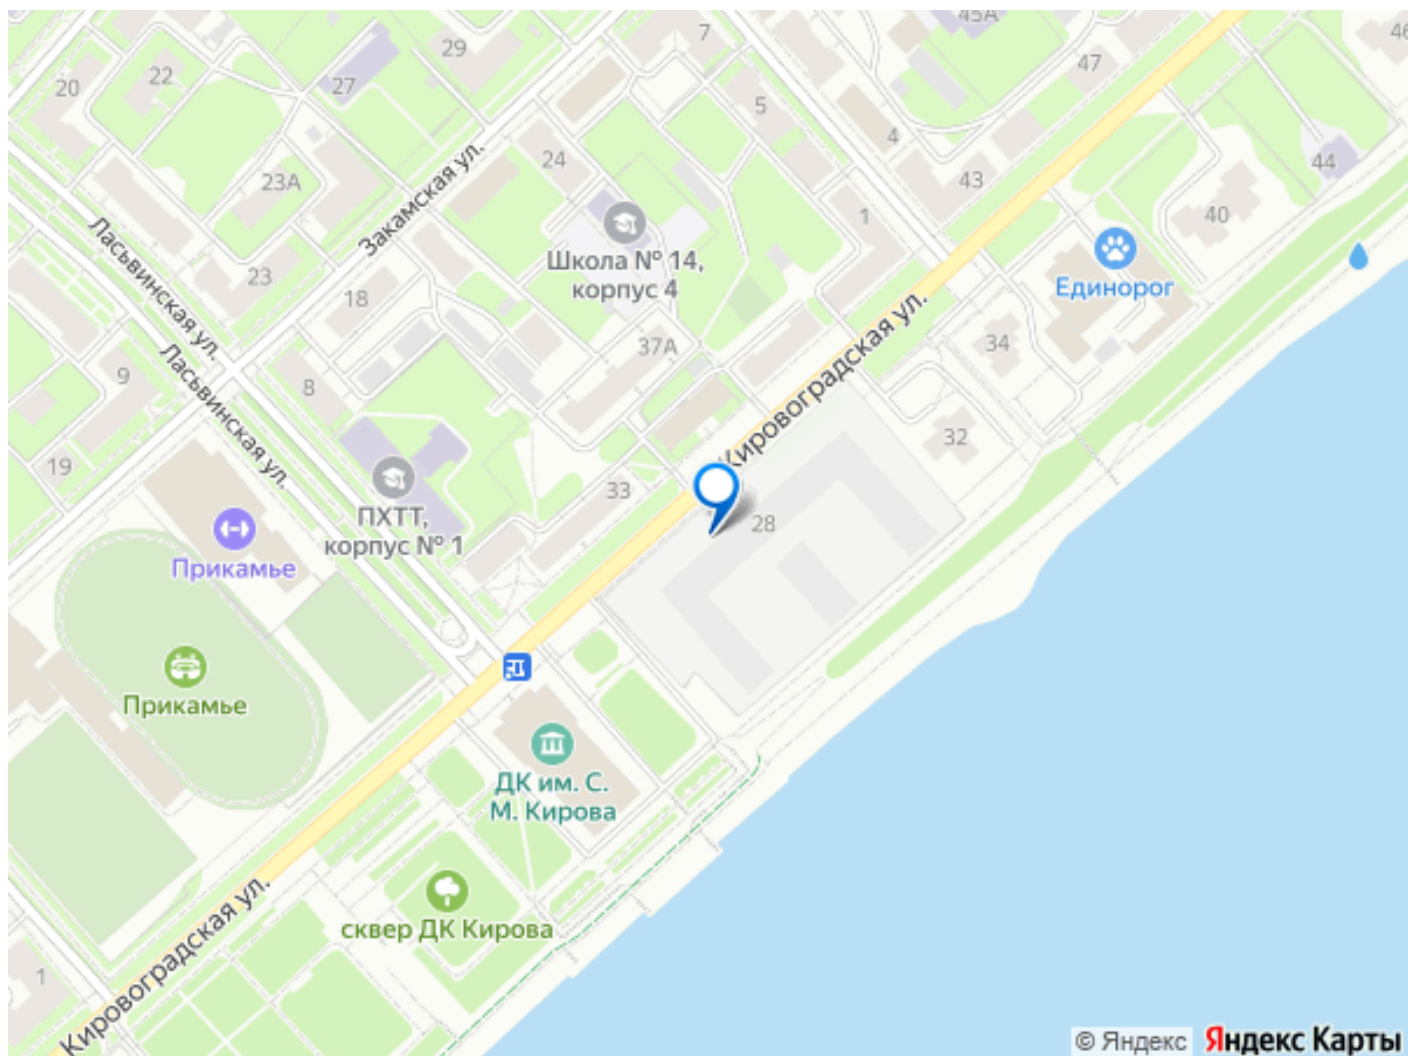 45А
7
46
29
47
22
27
20
5
4
24
44
23А
43
40
1
Закамская ул.
Школа № 14,
корпус 4
Ласьвинская ул.
23
18
Единорог
Кировоградская ул.
34
37А
9
8
Ласьвинская ул.
32
19
33
28
ПХТТ,
корпус № 1
Прикамье
Прикамье
ДК им. С.
М. Кирова
сквер ДК Кирова
Кировоградская ул.
1
© Яндекс Яндекс Карты